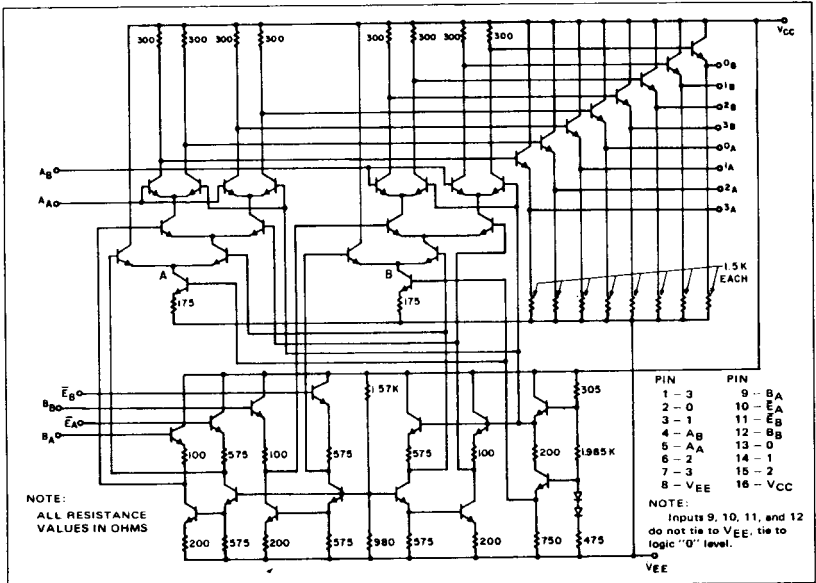 300 300 300 300
VCC
0B
1B
2B
3B
0A
1A
2A
3A
AB
AA
A B
1.5K
EACH
175 175
ĒB
BB
ĒA
BA
1 57K
305
100 575 100 575 575 100 200 1.985K
200 575 200 575 980 575 200 750 475
VEE
NOTE:
ALL RESISTANCE
VALUES IN OHMS
PIN PIN
1 - 3 9 - BA
2 - 0 10 - ĒA
3 - 1 11 - ĒB
4 - AB 12 - BB
5 - AA 13 - 0
6 - 2 14 - 1
7 - 3 15 - 2
8 - VEE 16 - VCC
NOTE:
Inputs 9, 10, 11, and 12
do not tie to VEE, tie to
logic "0" level.